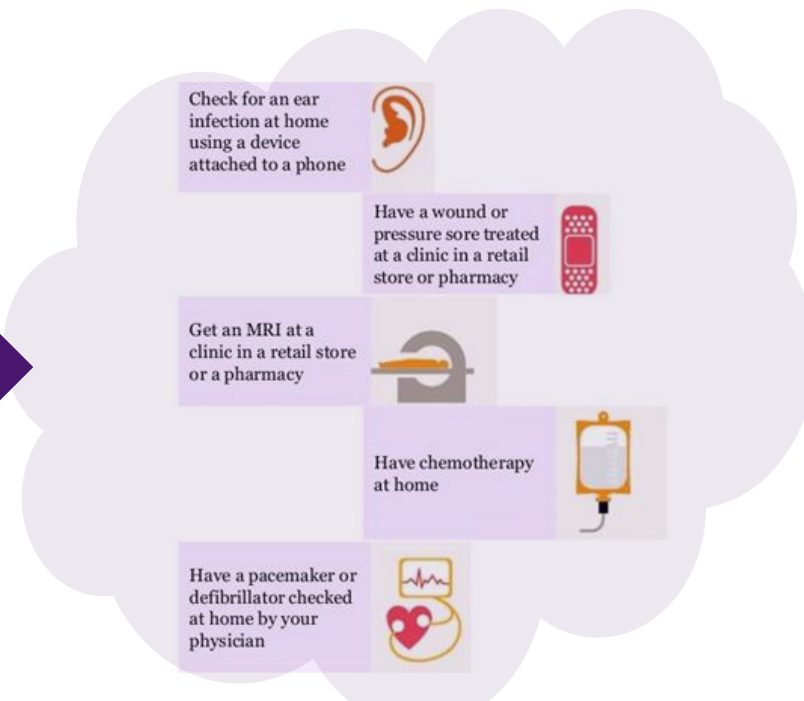 Check for an ear
infection at home
using a device
attached to a phone
Have a wound or
pressure sore treated
at a clinic in a retail
store or pharmacy
Get an MRI at a
clinic in a retail store
or a pharmacy
Have chemotherapy
at home
Have a pacemaker or
defibrillator checked
at home by your
physician